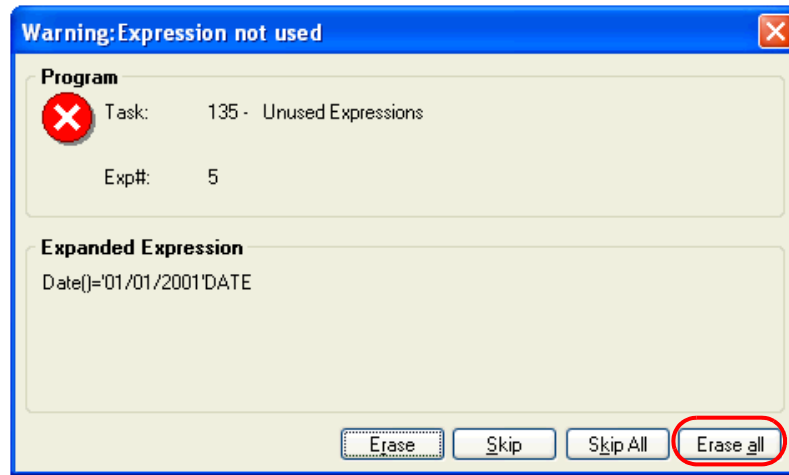 Warning:Expression not used
Program
Task: 135 - Unused Expressions
Exp#: 5
Expanded Expression
Date()='01/01/2001'DATE
Erase Skip Skip All Erase all